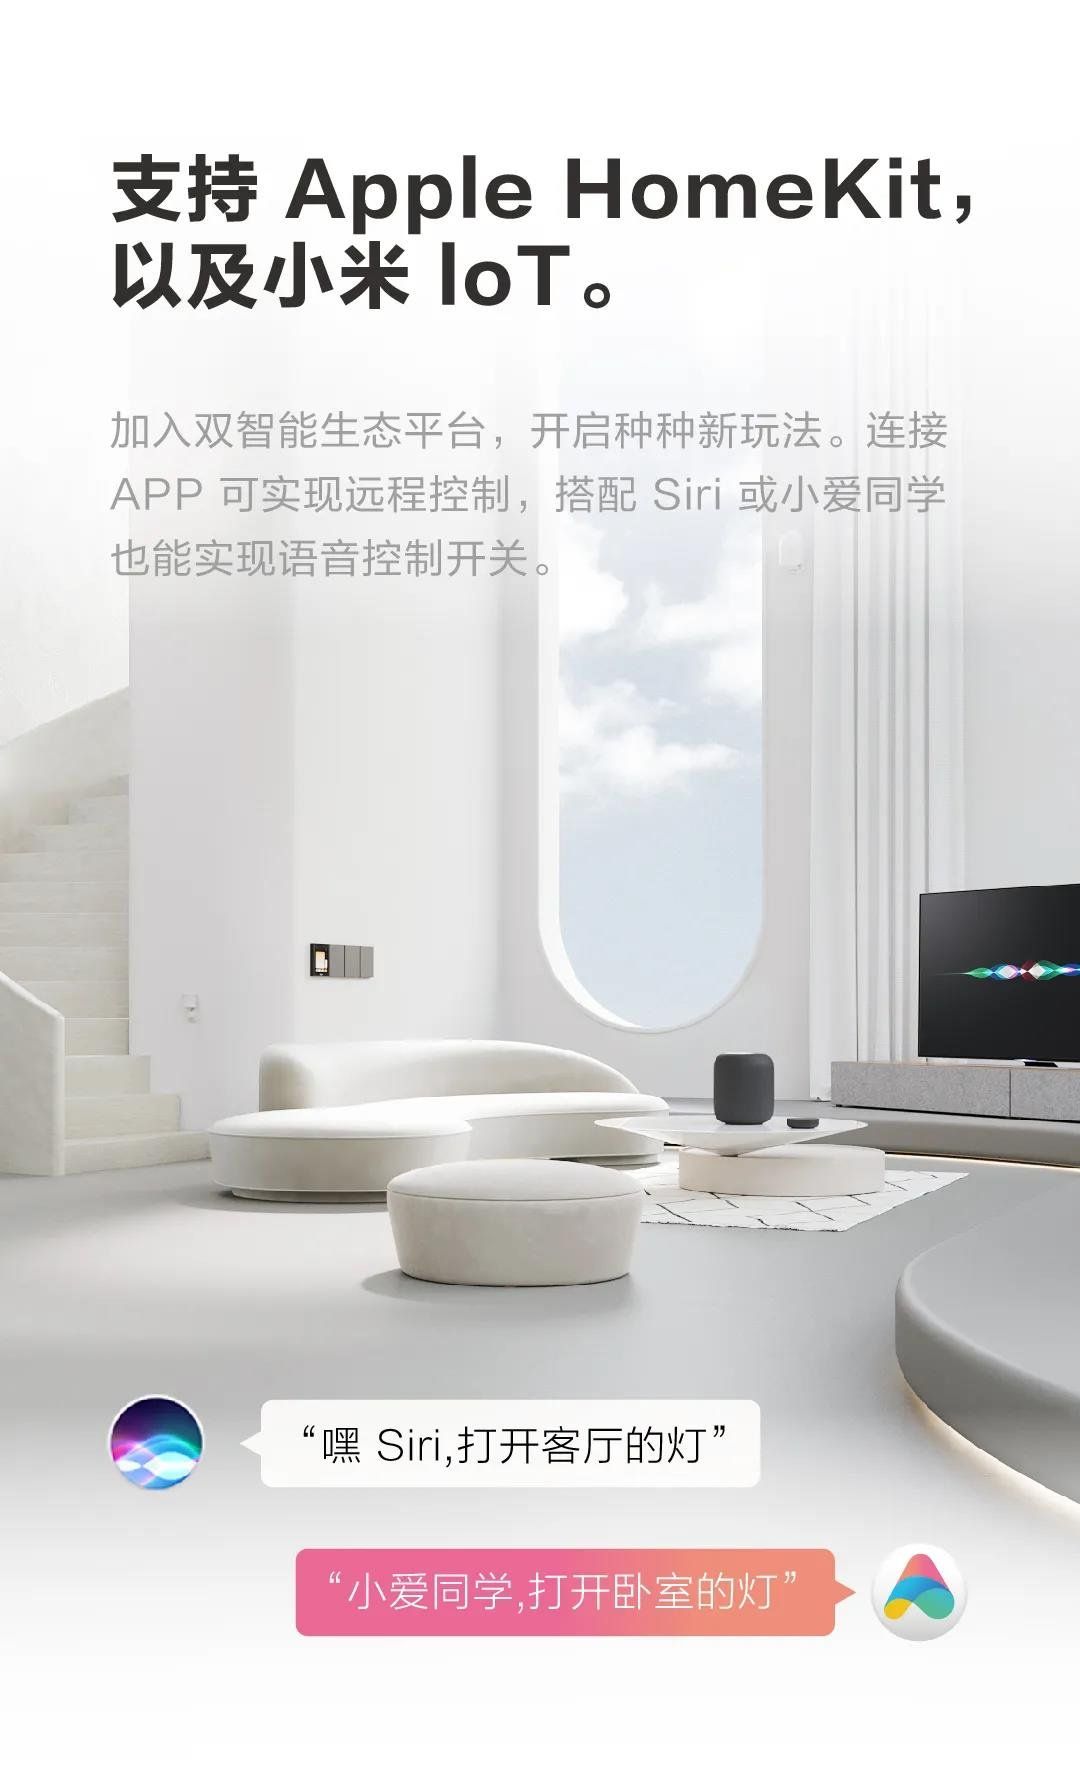 支持 Apple HomeKit，
以及小米 IoT。
加入双智能生态平台，开启种种新玩法。连接
APP 可实现远程控制，搭配 Siri 或小爱同学
也能实现语音控制开关。
“嘿 Siri,打开客厅的灯”
“小爱同学,打开卧室的灯”